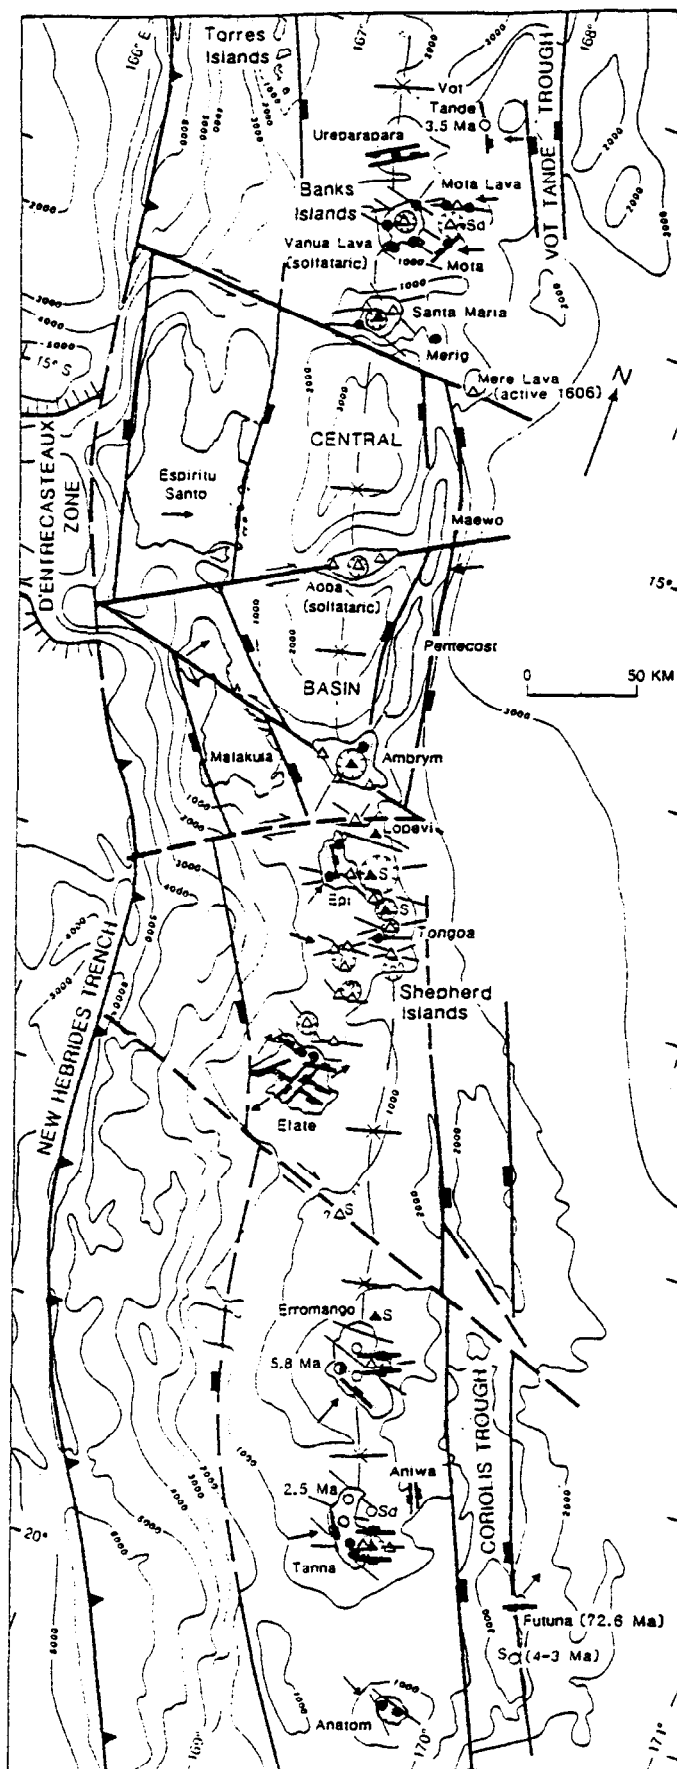 166° E
Torres
Islands
167°
168°
Vot
Tande
3.5 Ma
VOT TANDE TROUGH
Ureparapara
Banks
Islands
Mota Lava
Sd
Vanua Lava
(solfataric)
Mota
Santa Maria
Merig
15° S
Mere Lava
(active 1606)
N
CENTRAL
Espiritu
Santo
D'ENTRECASTEAUX
ZONE
Maewo
Aoba
(solfataric)
15°
Pentecost
BASIN
0 50 KM
Malakula
Ambrym
Lopevi
S
Epi
S
Tongoa
Shepherd
Islands
NEW HEBRIDES TRENCH
Efate
? S
Erromango
S
5.8 Ma
CORIOLIS TROUGH
Aniwa
2.5 Ma
Sd
20°
Tanna
Futuna (?2.6 Ma)
S (4-3 Ma)
Anatom
169°
170°
171°